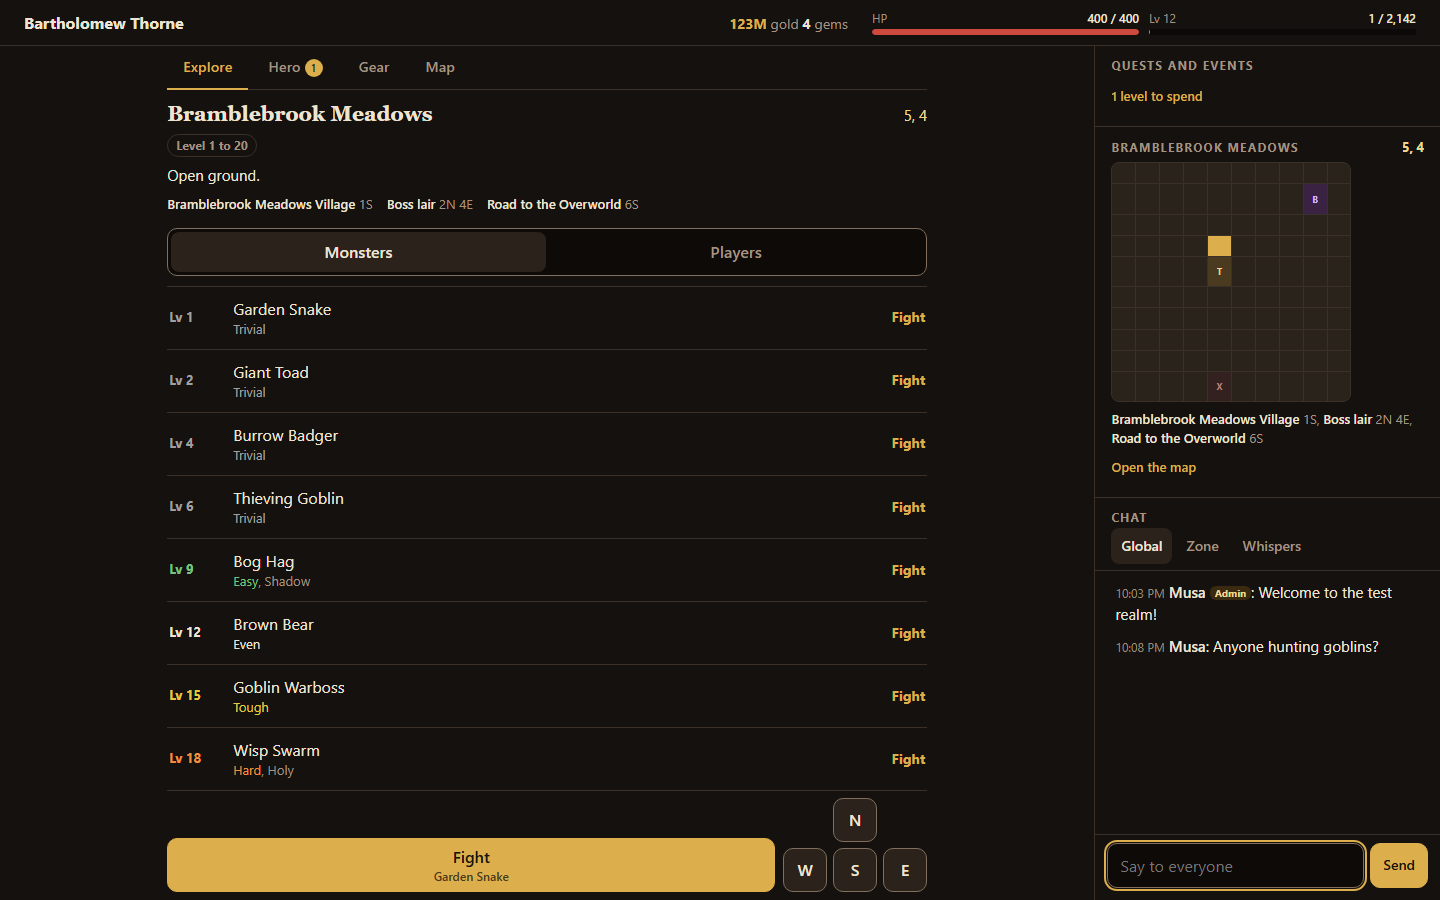 Bartholomew Thorne
123M gold 4 gems
HP 400 / 400
Lv 12 1 / 2,142
Explore
Hero 1
Gear
Map
Bramblebrook Meadows
5, 4
Level 1 to 20
Open ground.
Bramblebrook Meadows Village 1S Boss lair 2N 4E Road to the Overworld 6S
Monsters
Players
Lv 1
Garden Snake
Trivial
Fight
Lv 2
Giant Toad
Trivial
Fight
Lv 4
Burrow Badger
Trivial
Fight
Lv 6
Thieving Goblin
Trivial
Fight
Lv 9
Bog Hag
Easy, Shadow
Fight
Lv 12
Brown Bear
Even
Fight
Lv 15
Goblin Warboss
Tough
Fight
Lv 18
Wisp Swarm
Hard, Holy
Fight
Fight
Garden Snake
N
W
S
E
QUESTS AND EVENTS
1 level to spend
BRAMBLEBROOK MEADOWS
5, 4
B
T
X
Bramblebrook Meadows Village 1S, Boss lair 2N 4E,
Road to the Overworld 6S
Open the map
CHAT
Global
Zone
Whispers
10:03 PM Musa Admin: Welcome to the test
realm!
10:08 PM Musa: Anyone hunting goblins?
Say to everyone
Send